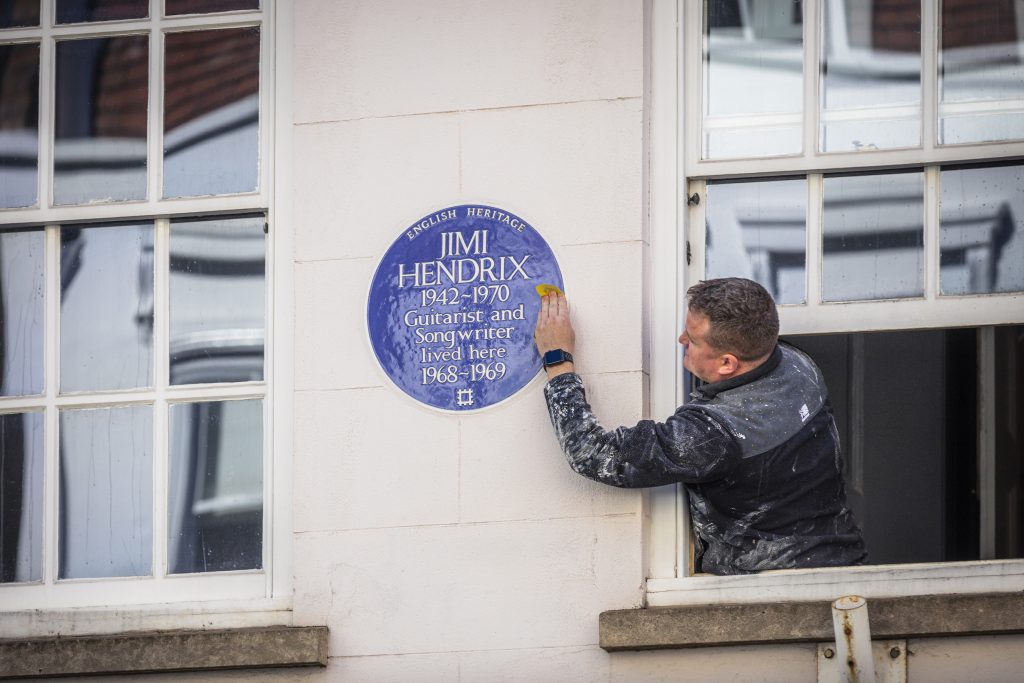 ENGLISH HERITAGE
JIMI
HENDRIX
1942~1970
Guitarist and
Songwriter
lived here
1968~1969